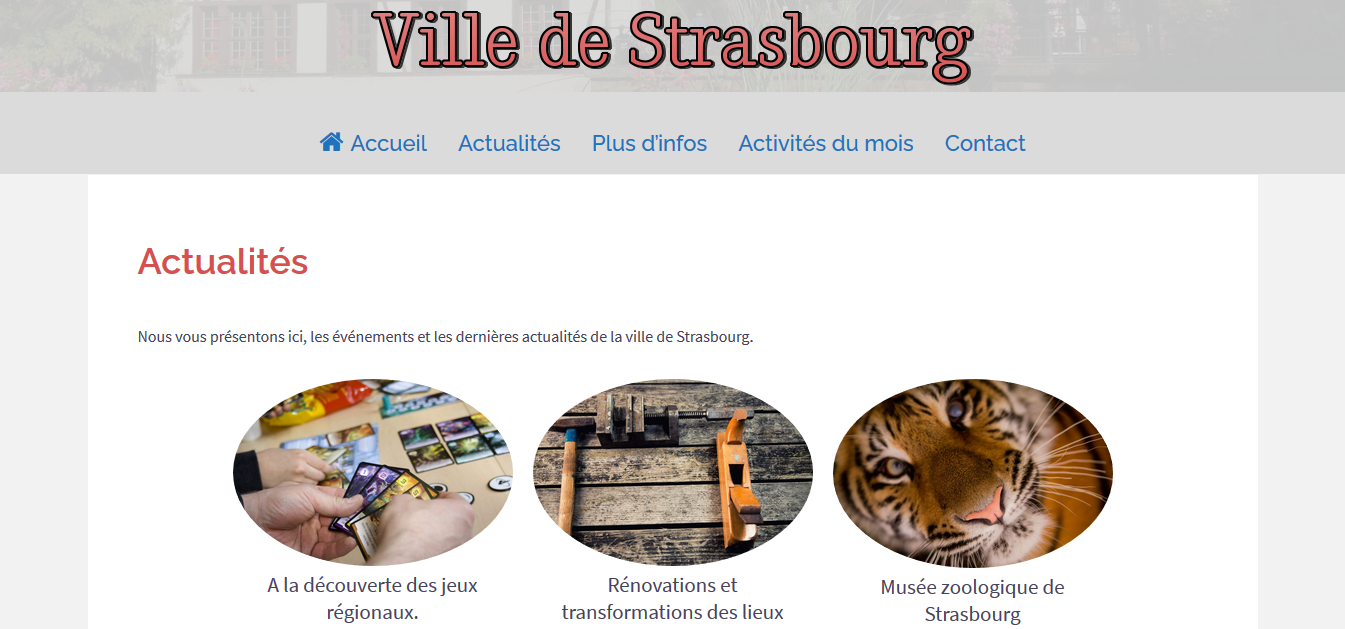 Ville de Strasbourg
Accueil Actualités Plus d'infos Activités du mois Contact
Actualités
Nous vous présentons ici, les événements et les dernières actualités de la ville de Strasbourg.
A la découverte des jeux
régionaux.
Rénovations et
transformations des lieux
Musée zoologique de
Strasbourg